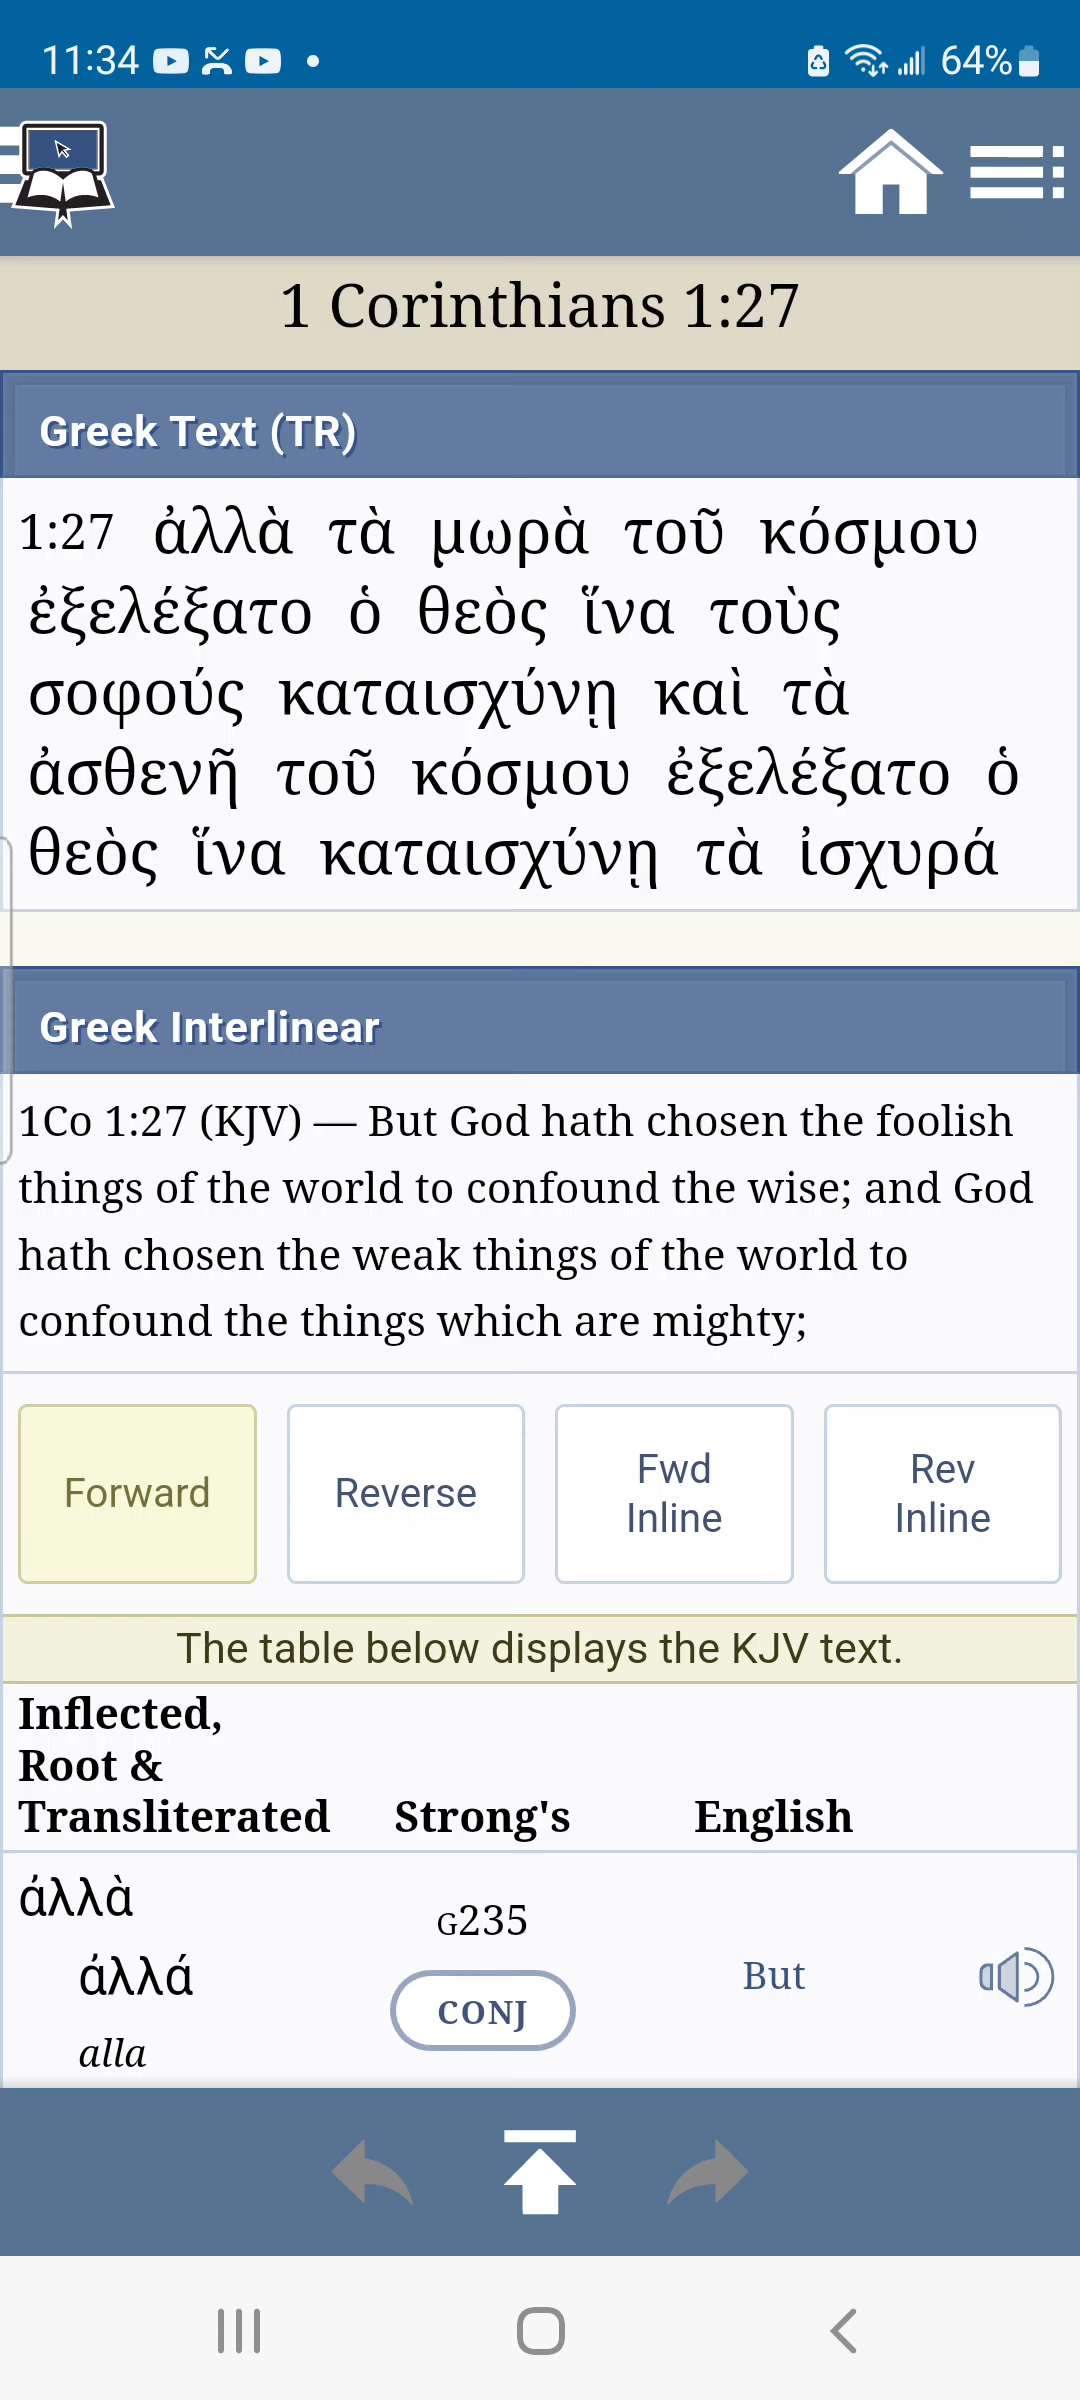 11:34
64%
1 Corinthians 1:27
Greek Text (TR)
1:27 ἀλλὰ τὰ μωρὰ τοῦ κόσμου
ἐξελέξατο ὁ θεὸς ἵνα τοὺς
σοφούς καταισχύνῃ καὶ τὰ
ἀσθενῆ τοῦ κόσμου ἐξελέξατο ὁ
θεὸς ἵνα καταισχύνῃ τὰ ἰσχυρά
Greek Interlinear
1Co 1:27 (KJV) — But God hath chosen the foolish
things of the world to confound the wise; and God
hath chosen the weak things of the world to
confound the things which are mighty;
Forward
Reverse
Fwd
Inline
Rev
Inline
The table below displays the KJV text.
Inflected,
Root &
Transliterated Strong's English
ἀλλὰ
ἀλλά
alla
G235
CONJ
But